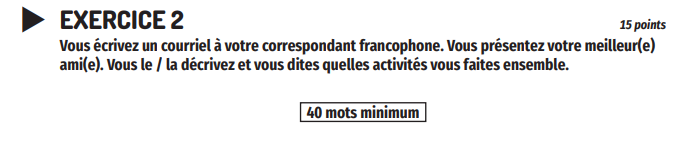 EXERCICE 2
15 points
Vous écrivez un courriel à votre correspondant francophone. Vous présentez votre meilleur(e)
ami(e). Vous le / la décrivez et vous dites quelles activités vous faites ensemble.
40 mots minimum